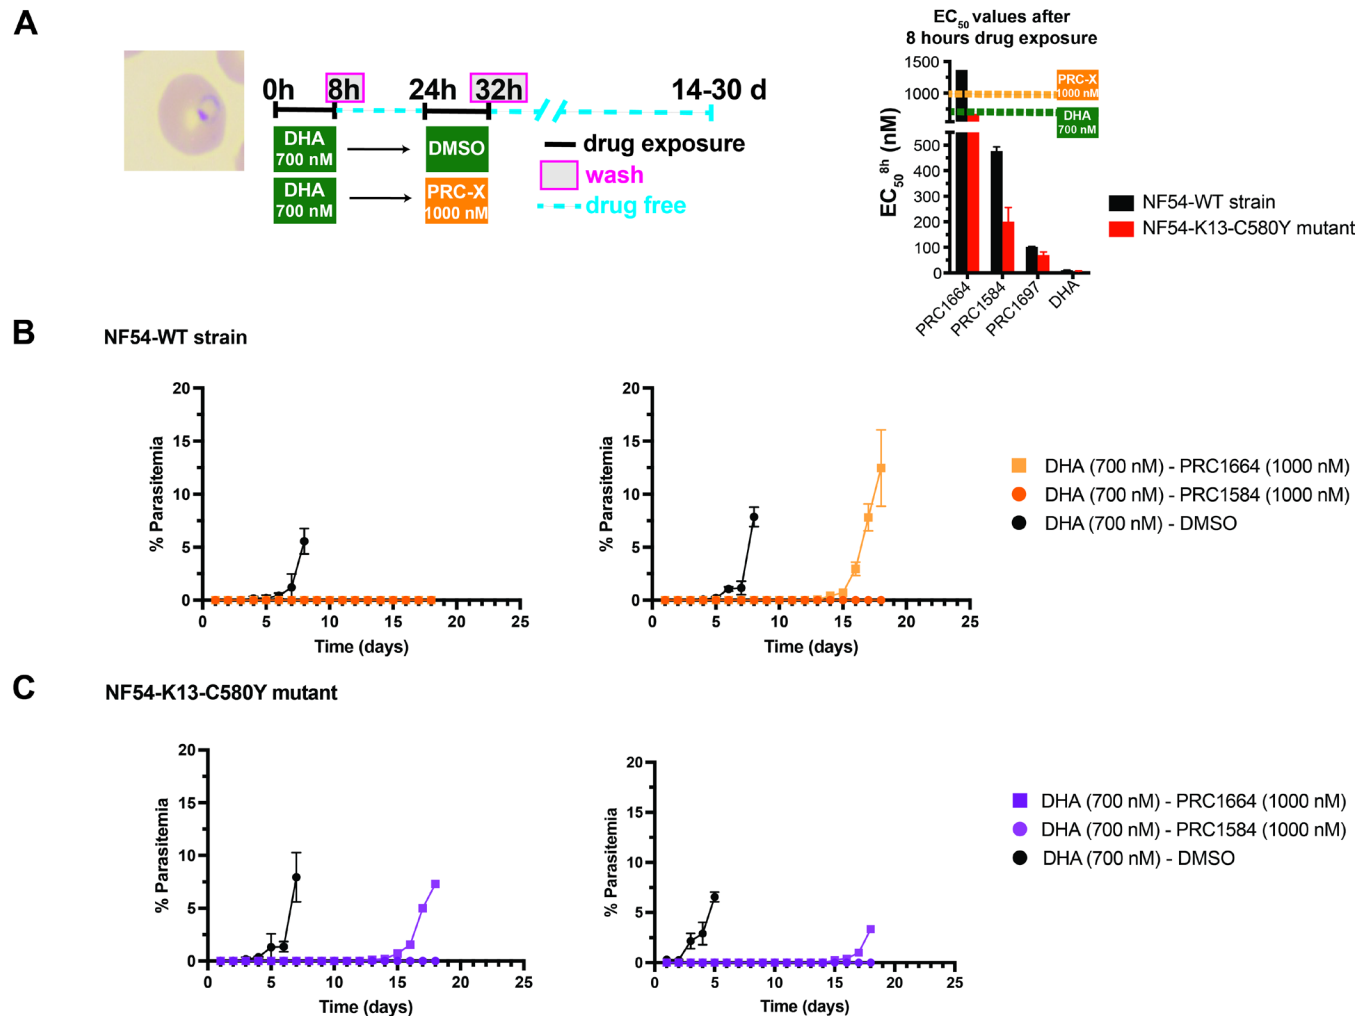 A
0h
8h
24h
32h
14-30 d
DHA
700 nM
DMSO
DHA
700 nM
PRC-X
1000 nM
drug exposure
wash
drug free
EC50 values after
8 hours drug exposure
EC50 8h (nM)
1500
1000
500
400
300
200
100
0
PRC-X
1000 nM
DHA
700 nM
PRC1664
PRC1584
PRC1697
DHA
NF54-WT strain
NF54-K13-C580Y mutant
B
NF54-WT strain
% Parasitemia
20
15
10
5
0
0 5 10 15 20 25
Time (days)
% Parasitemia
20
15
10
5
0
0 5 10 15 20 25
Time (days)
DHA (700 nM) - PRC1664 (1000 nM)
DHA (700 nM) - PRC1584 (1000 nM)
DHA (700 nM) - DMSO
C
NF54-K13-C580Y mutant
% Parasitemia
20
15
10
5
0
0 5 10 15 20 25
Time (days)
% Parasitemia
20
15
10
5
0
0 5 10 15 20 25
Time (days)
DHA (700 nM) - PRC1664 (1000 nM)
DHA (700 nM) - PRC1584 (1000 nM)
DHA (700 nM) - DMSO